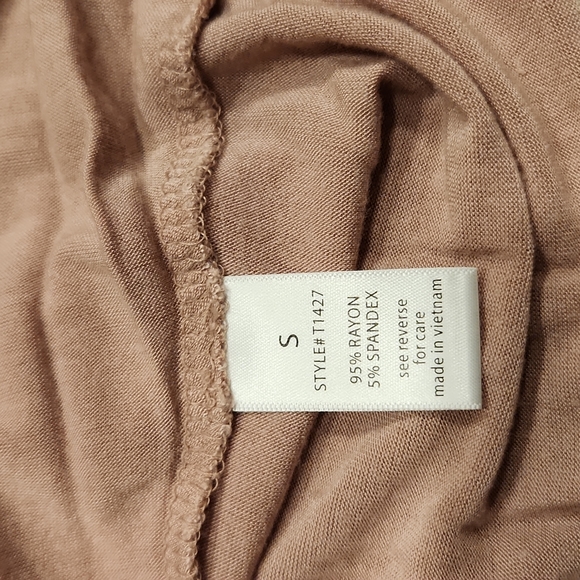 S
STYLE# T1427
95% RAYON
5% SPANDEX
see reverse
for care
made in vietnam